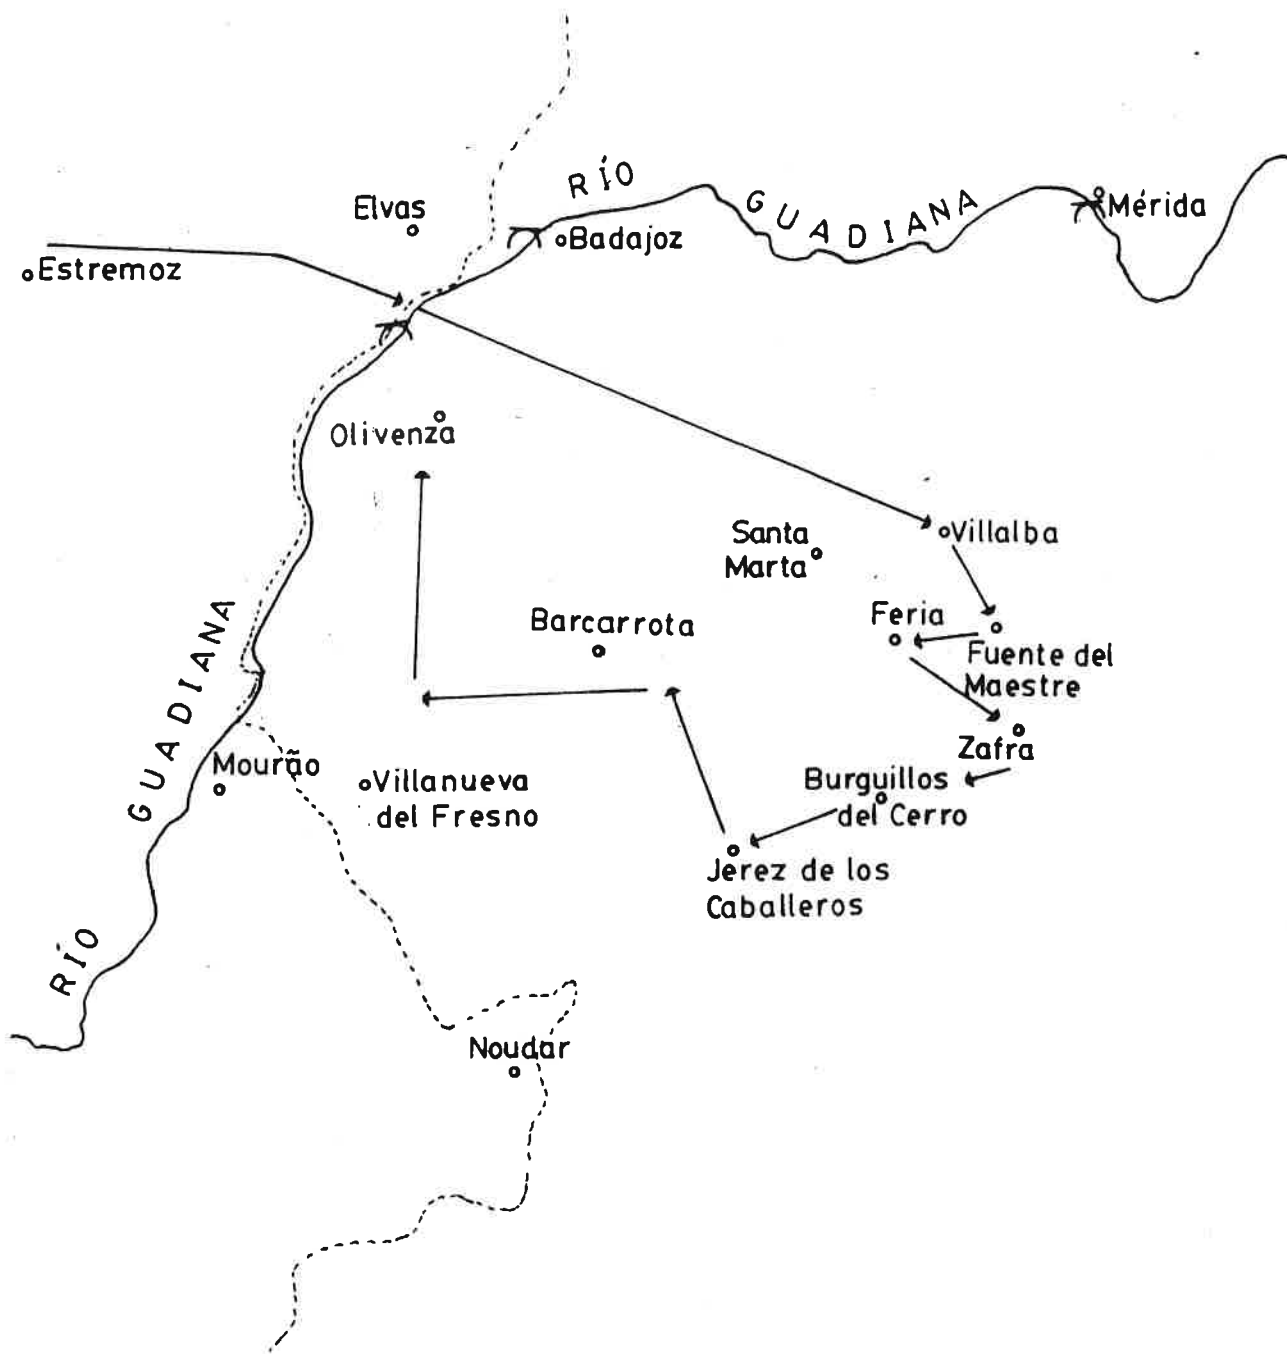 RÍO GUADIANA
Elvas
Badajoz
Mérida
Estremoz
Olivenza
Santa
Marta
Villalba
Feria
Barcarrota
Fuente del
Maestre
RÍO GUADIANA
Zafra
Mourão
Villanueva
del Fresno
Burguillos
del Cerro
Jerez de los
Caballeros
Noudar